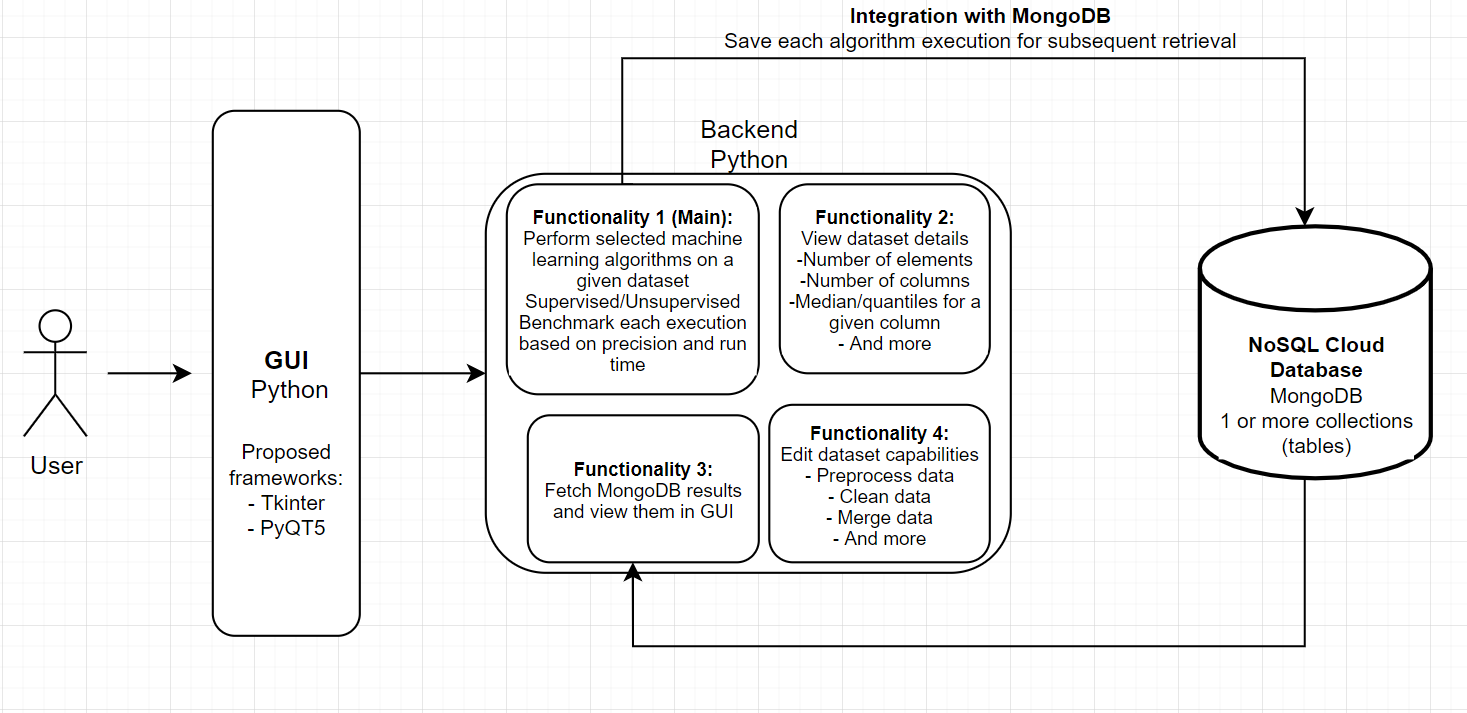 Integration with MongoDB
Save each algorithm execution for subsequent retrieval
Backend
Python
Functionality 1 (Main):
Perform selected machine
learning algorithms on a
given dataset
Supervised/Unsupervised
Benchmark each execution
based on precision and run
time
Functionality 2:
View dataset details
-Number of elements
-Number of columns
-Median/quantiles for a
given column
- And more
User
GUI
Python
Proposed
frameworks:
- Tkinter
- PyQT5
Functionality 3:
Fetch MongoDB results
and view them in GUI
Functionality 4:
Edit dataset capabilities
- Preprocess data
- Clean data
- Merge data
- And more
NoSQL Cloud
Database
MongoDB
1 or more collections
(tables)